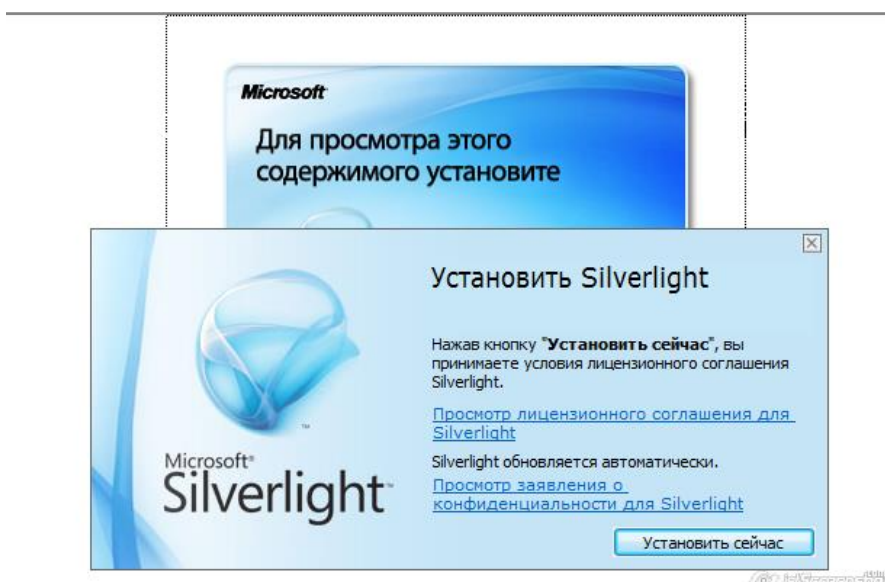 Microsoft
Для просмотра этого
содержимого установите
Установить Silverlight
Нажав кнопку "Установить сейчас", вы
принимаете условия лицензионного соглашения
Silverlight.
Просмотр лицензионного соглашения для
Silverlight
Silverlight обновляется автоматически.
Просмотр заявления о
конфиденциальности для Silverlight
Microsoft®
Silverlight™
Установить сейчас